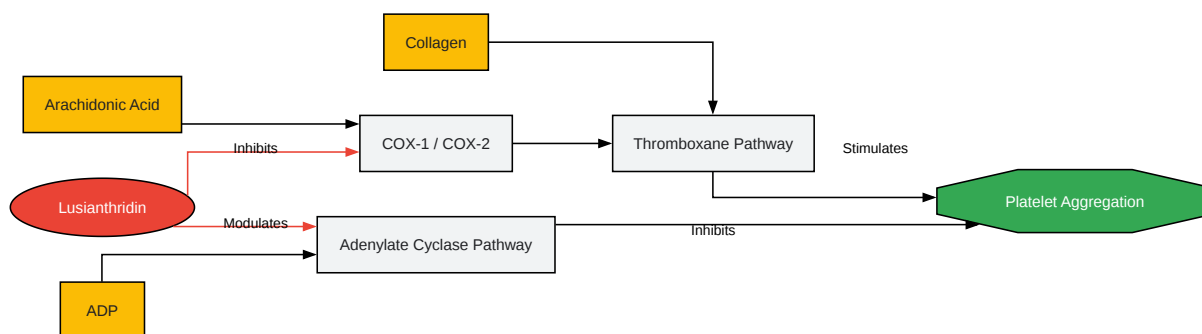 Collagen
Arachidonic Acid
COX-1 / COX-2
Thromboxane Pathway
Stimulates
Inhibits
Lusianthridin
Platelet Aggregation
Modulates
Inhibits
Adenylate Cyclase Pathway
ADP